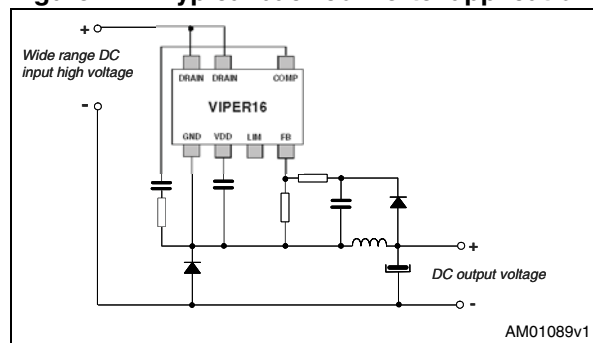 +
Wide range DC
input high voltage
-
DRAIN DRAIN COMP
VIPER16
GND VDD LIM FB
+
DC output voltage
-
AM01089v1